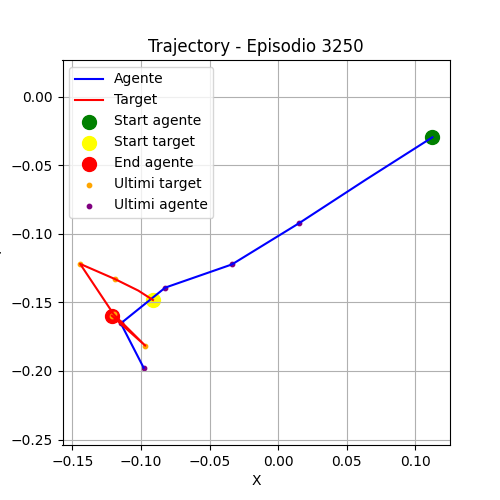 Trajectory - Episodio 3250
Agente
Target
Start agente
Start target
End agente
Ultimi target
Ultimi agente
0.00
−0.05
−0.10
−0.15
−0.20
−0.25
−0.15
−0.10
−0.05
0.00
0.05
0.10
X